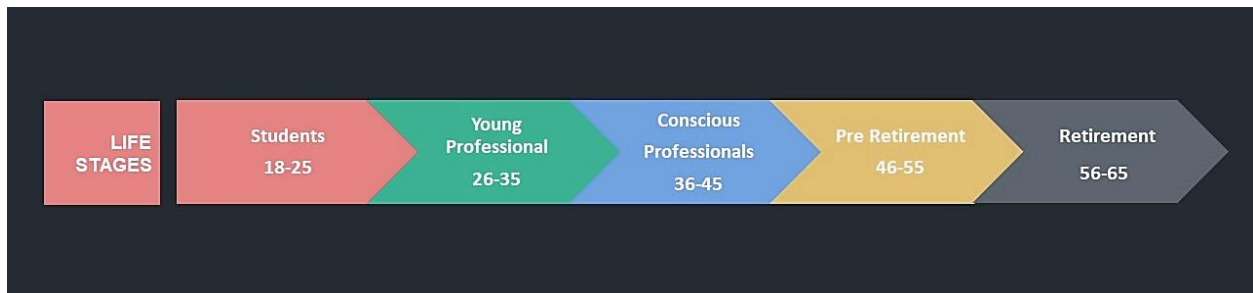 LIFE
STAGES
Students
18-25
Young
Professional
26-35
Conscious
Professionals
36-45
Pre Retirement
46-55
Retirement
56-65